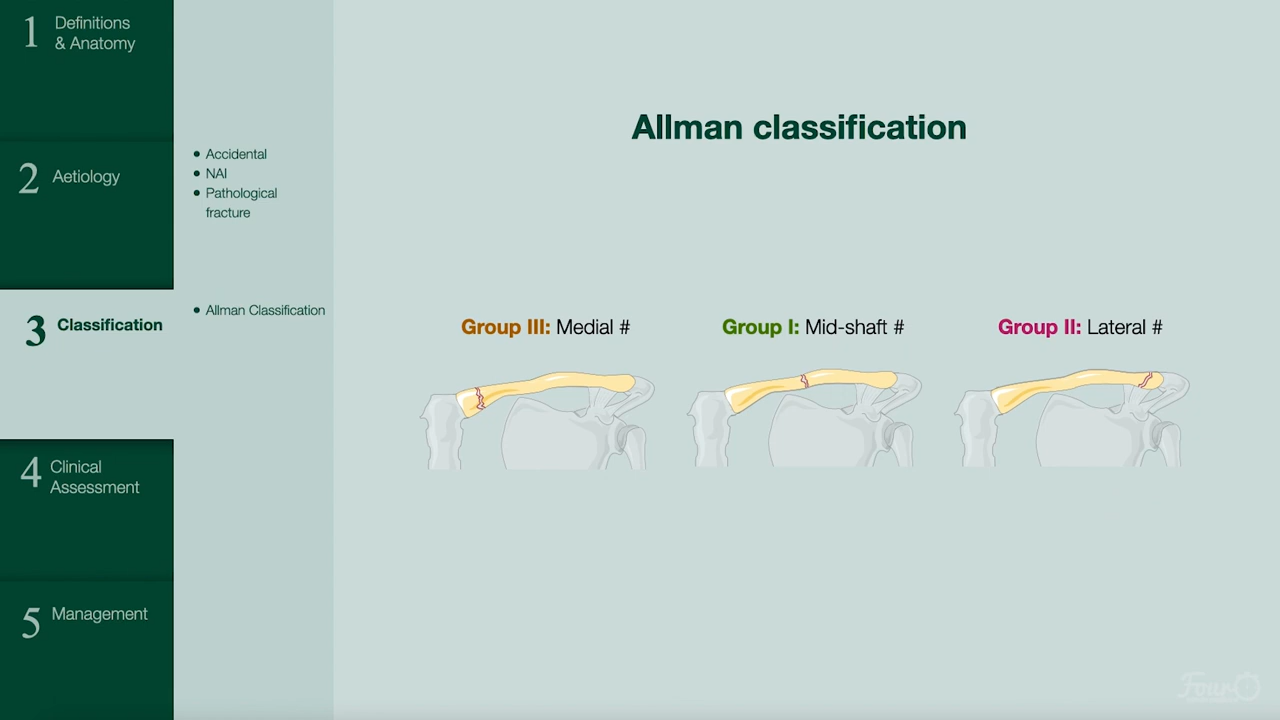 1
Definitions
& Anatomy
2
Aetiology
• Accidental
• NAI
• Pathological
fracture
3
Classification
• Allman Classification
4
Clinical
Assessment
5
Management
Allman classification
Group III: Medial #
Group I: Mid-shaft #
Group II: Lateral #
Four